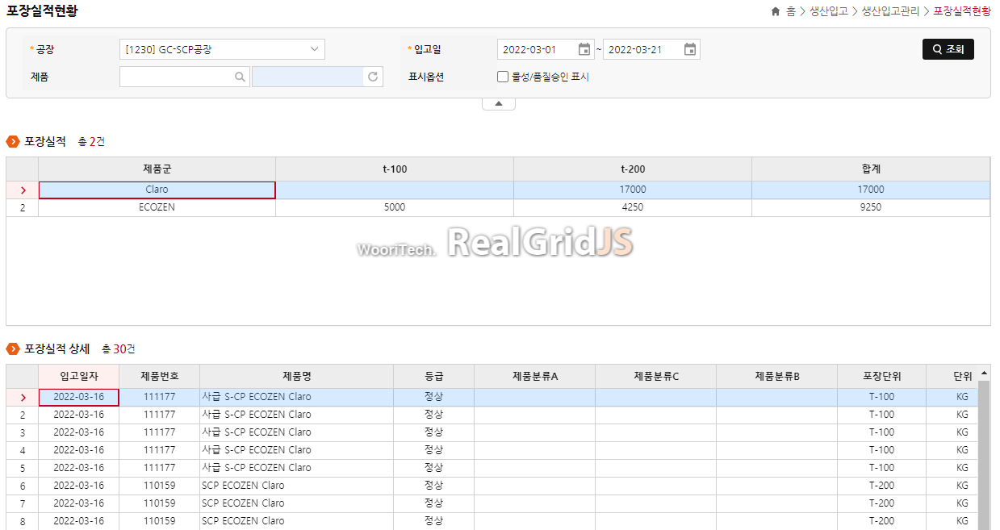 포장실적현황
홈 > 생산입고 > 생산입고관리 > 포장실적현황
* 공장 [1230] GC-SCP공장 * 입고일 2022-03-01 ~ 2022-03-21 조회
제품 표시옵션 물성/품질승인 표시
포장실적 총 2건
제품군 t-100 t-200 합계
Claro 17000 17000
2 ECOZEN 5000 4250 9250
WooriTech. RealGridJS
포장실적 상세 총 30건
입고일자 제품번호 제품명 등급 제품분류A 제품분류C 제품분류B 포장단위 단위
2022-03-16 111177 사급 S-CP ECOZEN Claro 정상 T-100 KG
2 2022-03-16 111177 사급 S-CP ECOZEN Claro 정상 T-100 KG
3 2022-03-16 111177 사급 S-CP ECOZEN Claro 정상 T-100 KG
4 2022-03-16 111177 사급 S-CP ECOZEN Claro 정상 T-100 KG
5 2022-03-16 111177 사급 S-CP ECOZEN Claro 정상 T-100 KG
6 2022-03-16 110159 SCP ECOZEN Claro 정상 T-200 KG
7 2022-03-16 110159 SCP ECOZEN Claro 정상 T-200 KG
8 2022-03-16 110159 SCP ECOZEN Claro 정상 T-200 KG